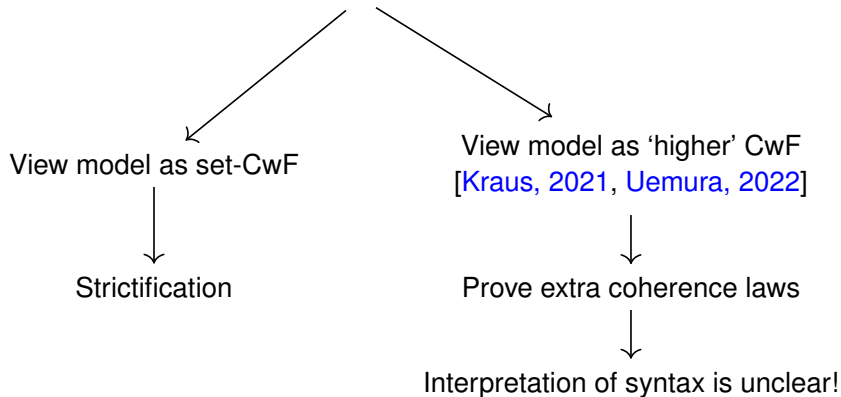 View model as set-CwF
Strictification
View model as ‘higher’ CwF
[Kraus, 2021, Uemura, 2022]
Prove extra coherence laws
Interpretation of syntax is unclear!